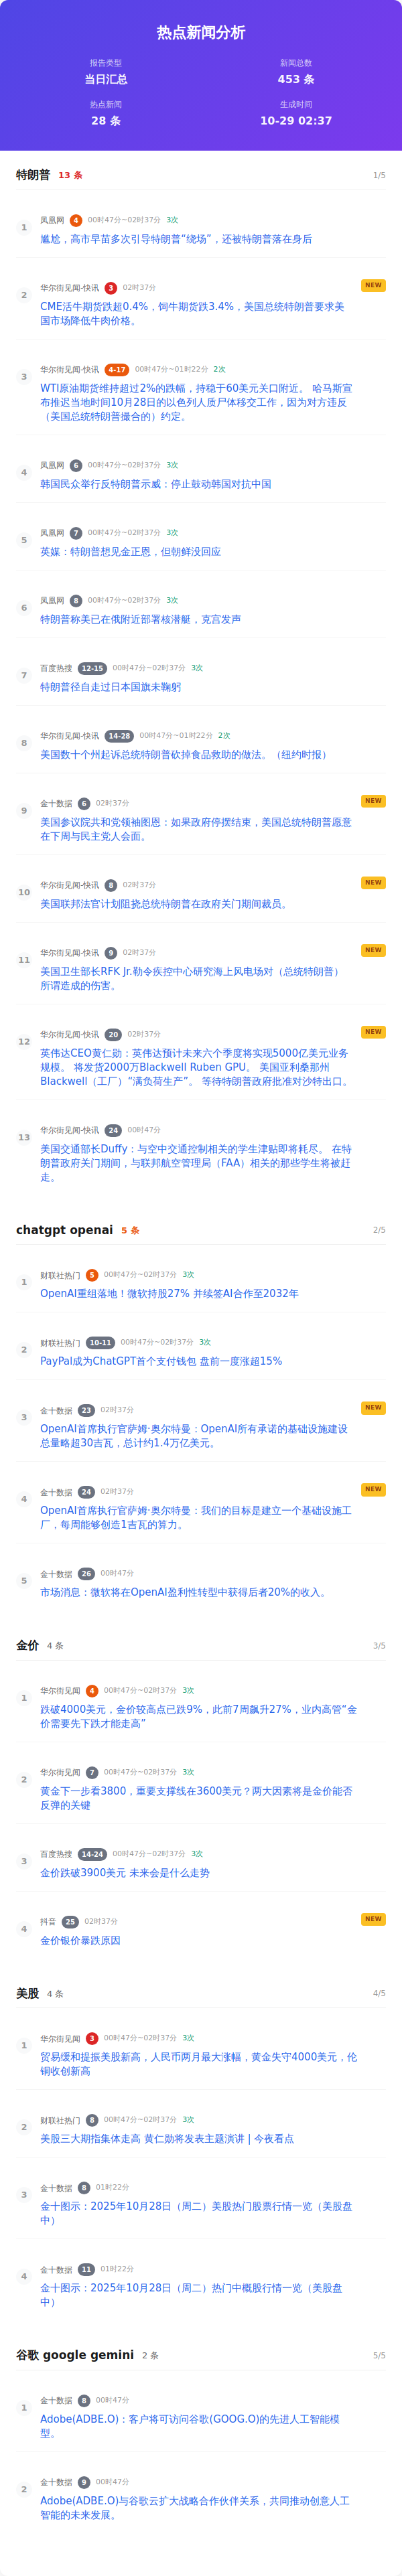 热点新闻分析
报告类型
当日汇总
新闻总数
453 条
热点新闻
28 条
生成时间
10-29 02:37
特朗普 13 条 1/5
1
凤凰网 4 00时47分~02时37分 3次
尴尬，高市早苗多次引导特朗普“绕场”，还被特朗普落在身后
2
华尔街见闻-快讯 3 02时37分 NEW
CME活牛期货跌超0.4%，饲牛期货跌3.4%，美国总统特朗普要求美
国市场降低牛肉价格。
3
华尔街见闻-快讯 4-17 00时47分~01时22分 2次
WTI原油期货维持超过2%的跌幅，持稳于60美元关口附近。 哈马斯宣
布推迟当地时间10月28日的以色列人质尸体移交工作，因为对方违反
（美国总统特朗普撮合的）约定。
4
凤凰网 6 00时47分~02时37分 3次
韩国民众举行反特朗普示威：停止鼓动韩国对抗中国
5
凤凰网 7 00时47分~02时37分 3次
英媒：特朗普想见金正恩，但朝鲜没回应
6
凤凰网 8 00时47分~02时37分 3次
特朗普称美已在俄附近部署核潜艇，克宫发声
7
百度热搜 12-15 00时47分~02时37分 3次
特朗普径自走过日本国旗未鞠躬
8
华尔街见闻-快讯 14-28 00时47分~01时22分 2次
美国数十个州起诉总统特朗普砍掉食品救助的做法。（纽约时报）
9
金十数据 6 02时37分 NEW
美国参议院共和党领袖图恩：如果政府停摆结束，美国总统特朗普愿意
在下周与民主党人会面。
10
华尔街见闻-快讯 8 02时37分 NEW
美国联邦法官计划阻挠总统特朗普在政府关门期间裁员。
11
华尔街见闻-快讯 9 02时37分 NEW
美国卫生部长RFK Jr.勒令疾控中心研究海上风电场对（总统特朗普）
所谓造成的伤害。
12
华尔街见闻-快讯 20 02时37分 NEW
英伟达CEO黄仁勋：英伟达预计未来六个季度将实现5000亿美元业务
规模。 将发货2000万Blackwell Ruben GPU。 美国亚利桑那州
Blackwell（工厂）“满负荷生产”。 等待特朗普政府批准对沙特出口。
13
华尔街见闻-快讯 24 00时47分
美国交通部长Duffy：与空中交通控制相关的学生津贴即将耗尽。 在特
朗普政府关门期间，与联邦航空管理局（FAA）相关的那些学生将被赶
走。
chatgpt openai 5 条 2/5
1
财联社热门 5 00时47分~02时37分 3次
OpenAI重组落地！微软持股27% 并续签AI合作至2032年
2
财联社热门 10-11 00时47分~02时37分 3次
PayPal成为ChatGPT首个支付钱包 盘前一度涨超15%
3
金十数据 23 02时37分 NEW
OpenAI首席执行官萨姆·奥尔特曼：OpenAI所有承诺的基础设施建设
总量略超30吉瓦，总计约1.4万亿美元。
4
金十数据 24 02时37分 NEW
OpenAI首席执行官萨姆·奥尔特曼：我们的目标是建立一个基础设施工
厂，每周能够创造1吉瓦的算力。
5
金十数据 26 00时47分
市场消息：微软将在OpenAI盈利性转型中获得后者20%的收入。
金价 4 条 3/5
1
华尔街见闻 4 00时47分~02时37分 3次
跌破4000美元，金价较高点已跌9%，此前7周飙升27%，业内高管“金
价需要先下跌才能走高”
2
华尔街见闻 7 00时47分~02时37分 3次
黄金下一步看3800，重要支撑线在3600美元？两大因素将是金价能否
反弹的关键
3
百度热搜 14-24 00时47分~02时37分 3次
金价跌破3900美元 未来会是什么走势
4
抖音 25 02时37分 NEW
金价银价暴跌原因
美股 4 条 4/5
1
华尔街见闻 3 00时47分~02时37分 3次
贸易缓和提振美股新高，人民币两月最大涨幅，黄金失守4000美元，伦
铜收创新高
2
财联社热门 8 00时47分~02时37分 3次
美股三大期指集体走高 黄仁勋将发表主题演讲 | 今夜看点
3
金十数据 8 01时22分
金十图示：2025年10月28日（周二）美股热门股票行情一览（美股盘
中）
4
金十数据 11 01时22分
金十图示：2025年10月28日（周二）热门中概股行情一览（美股盘
中）
谷歌 google gemini 2 条 5/5
1
金十数据 8 00时47分
Adobe(ADBE.O)：客户将可访问谷歌(GOOG.O)的先进人工智能模
型。
2
金十数据 9 00时47分
Adobe(ADBE.O)与谷歌云扩大战略合作伙伴关系，共同推动创意人工
智能的未来发展。